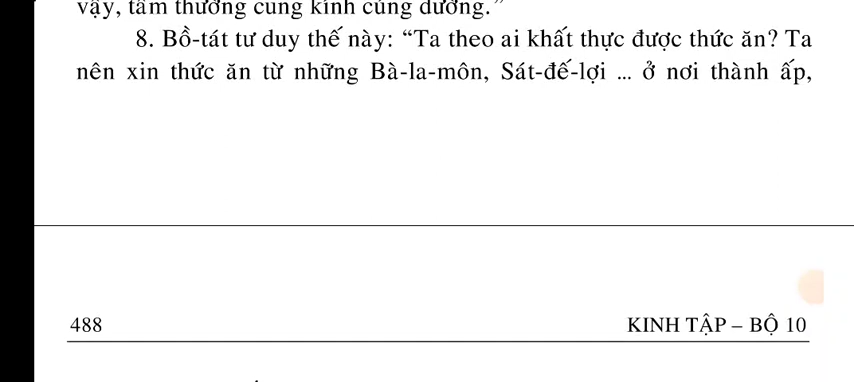 vậy, tâm thường cung kính cúng dường.”
8. Bồ-tát tư duy thế này: “Ta theo ai khất thực được thức ăn? Ta
nên xin thức ăn từ những Bà-la-môn, Sát-đế-lợi ... ở nơi thành ấp,
488
KINH TẬP – BỘ 10